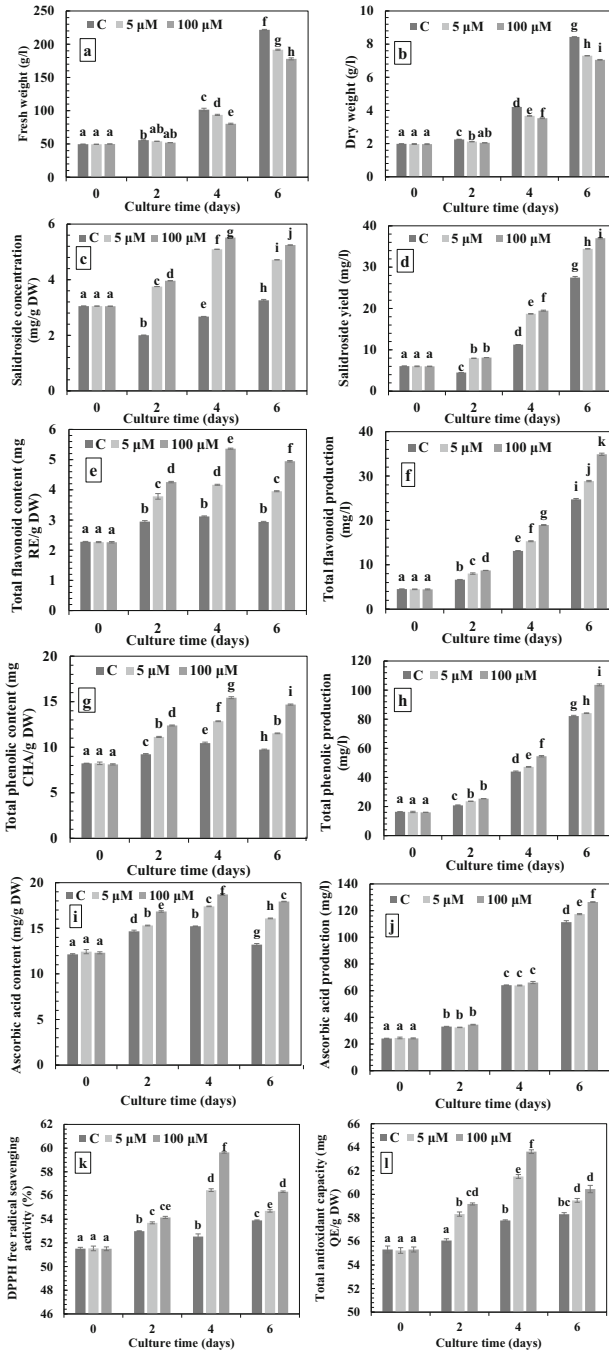 C 5 µM 100 µM
a
Fresh weight (g/l)
250
200
150
100
50
0
a a a
b ab ab
c d e
f g h
0 2 4 6
Culture time (days)
C 5 µM 100 µM
b
Dry weight (g/l)
10
8
6
4
2
0
a a a
c b ab
d e f
g h i
0 2 4 6
Culture time (days)
C 5 µM 100 µM
c
Salidroside concentration
(mg/g DW)
6
4
2
0
a a a
b c d
e f g
h i j
0 2 4 6
Culture time (days)
C 5 µM 100 µM
d
Salidroside yield (mg/l)
40
30
20
10
0
a a a
c b b
d e f
g h i
0 2 4 6
Culture time (days)
C 5 µM 100 µM
e
Total flavonoid content (mg
RE/g DW)
6
5
4
3
2
1
0
a a a
b c d
b d e
b c f
0 2 4 6
Culture time (days)
C 5 µM 100 µM
f
Total flavonoid production
(mg/l)
40
30
20
10
0
a a a
b c d
e f g
i j k
0 2 4 6
Culture time (days)
C 5 µM 100 µM
g
Total phenolic content (mg
CHA/g DW)
20
15
10
5
0
a a a
c b d
e f g
h b i
0 2 4 6
Culture time (days)
C 5 µM 100 µM
h
Total phenolic production
(mg/l)
120
100
80
60
40
20
0
a a a
c b b
d e f
g h i
0 2 4 6
Culture time (days)
C 5 µM 100 µM
i
Ascorbic acid content (mg/g DW)
20
15
10
5
0
a a a
d b e
b c f
g h c
0 2 4 6
Culture time (days)
C 5 µM 100 µM
j
Ascorbic acid production (mg/l)
140
120
100
80
60
40
20
0
a a a
b b b
c c c
d e f
0 2 4 6
Culture time (days)
C 5 µM 100 µM
k
DPPH free radical scavenging
activity (%)
62
60
58
56
54
52
50
48
46
a a a
b c ce
b d f
c e d
0 2 4 6
Culture time (days)
C 5 µM 100 µM
l
Total antioxidant capacity (mg
QE/g DW)
66
64
62
60
58
56
54
52
50
a a a
a b cd
b e f
bc d d
0 2 4 6
Culture time (days)